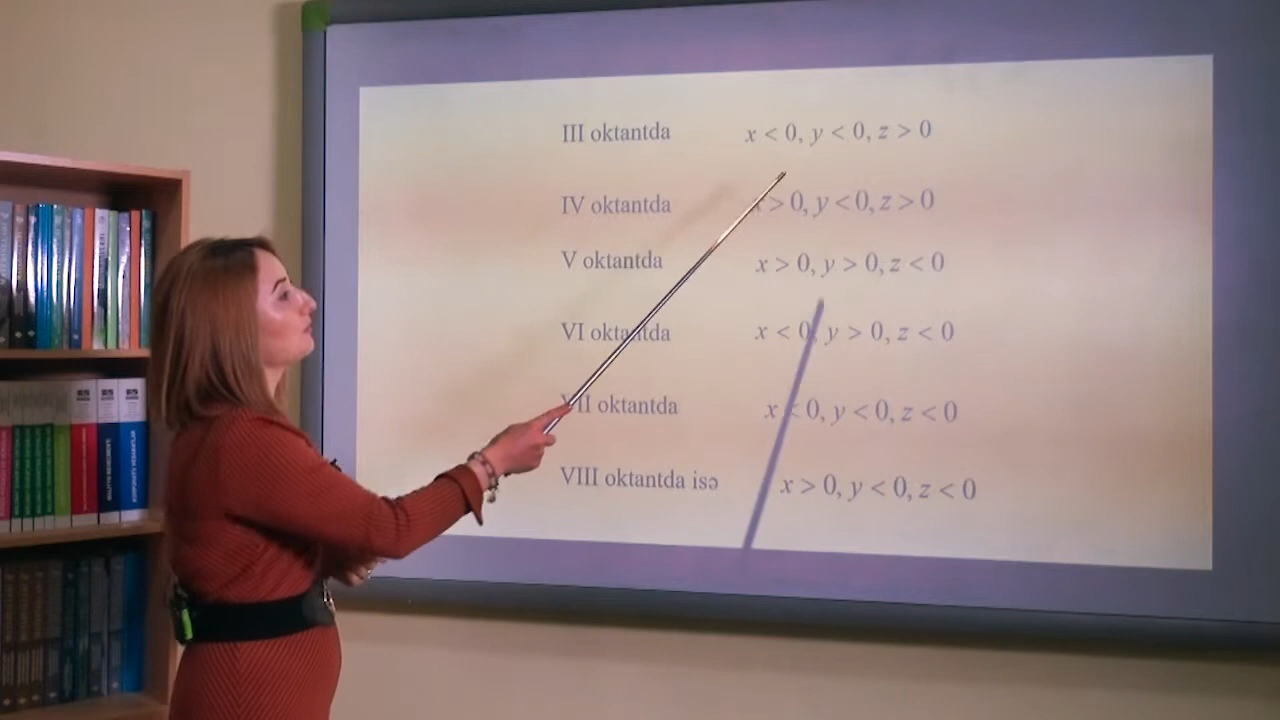 III oktantda x < 0, y < 0, z > 0
IV oktantda x > 0, y < 0, z > 0
V oktantda x > 0, y > 0, z < 0
VI oktantda x < 0, y > 0, z < 0
VII oktantda x < 0, y < 0, z < 0
VIII oktantda isə x > 0, y < 0, z < 0